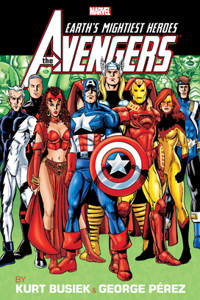 MARVEL
EARTH'S MIGHTIEST HEROES
the AVENGERS
BY
KURT BUSIEK & GEORGE PÉREZ